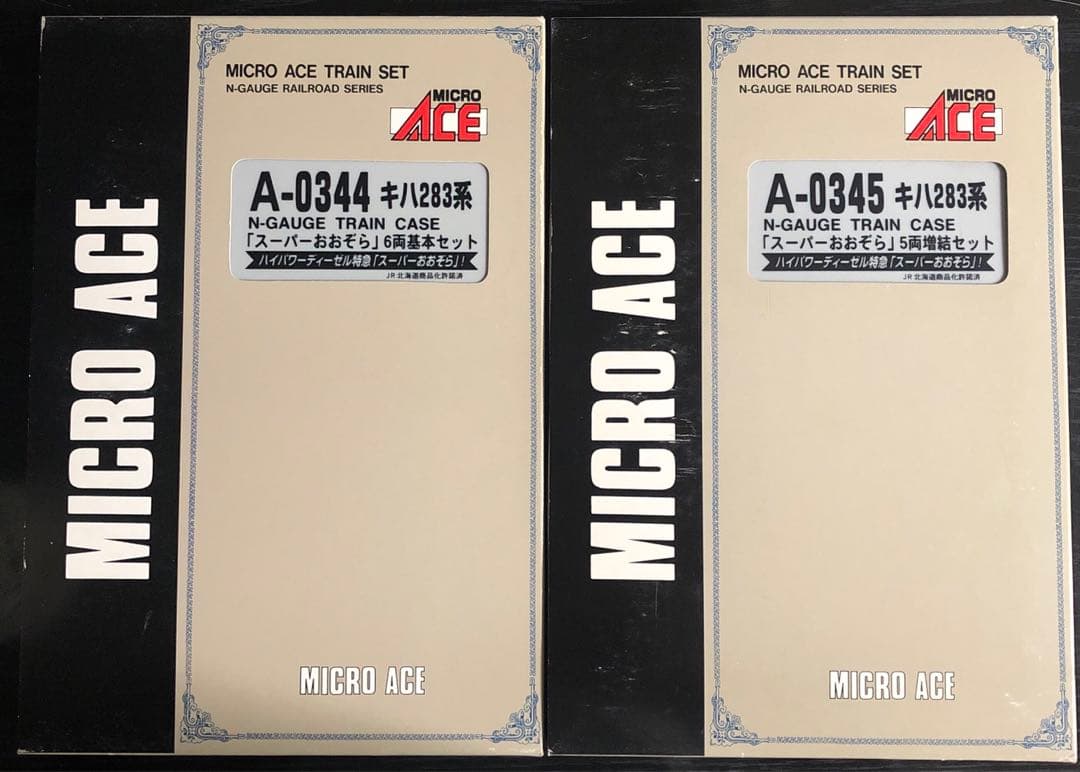 MICRO ACE
MICRO ACE TRAIN SET
N-GAUGE RAILROAD SERIES
MICRO
ACE
A-0344 キハ283系
N-GAUGE TRAIN CASE
「スーパーおおぞら」6両基本セット
ハイパワーディーゼル特急「スーパーおおぞら」!
JR北海道商品化許諾済
MICRO ACE
MICRO ACE
MICRO ACE TRAIN SET
N-GAUGE RAILROAD SERIES
MICRO
ACE
A-0345 キハ283系
N-GAUGE TRAIN CASE
「スーパーおおぞら」5両増結セット
ハイパワーディーゼル特急「スーパーおおぞら」!
JR北海道商品化許諾済
MICRO ACE